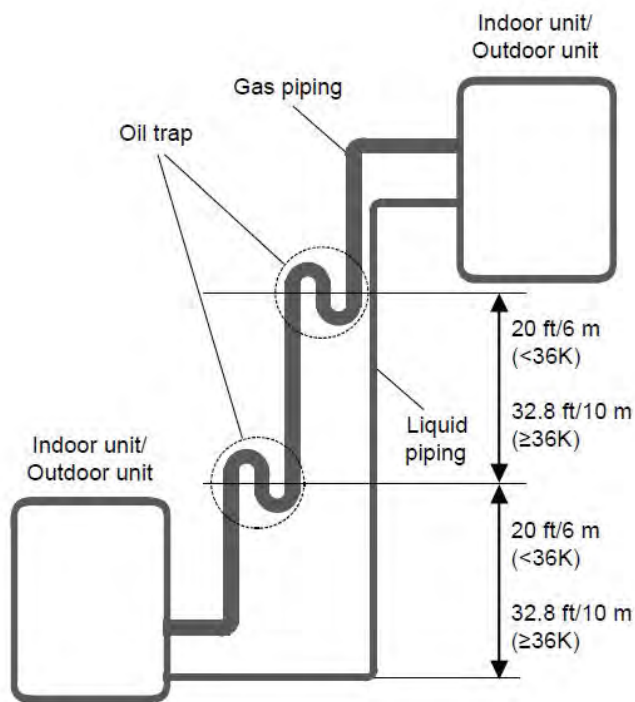 Indoor unit/
Outdoor unit
Gas piping
Oil trap
20 ft/6 m
(<36K)
32.8 ft/10 m
(≥36K)
Liquid
piping
Indoor unit/
Outdoor unit
20 ft/6 m
(<36K)
32.8 ft/10 m
(≥36K)